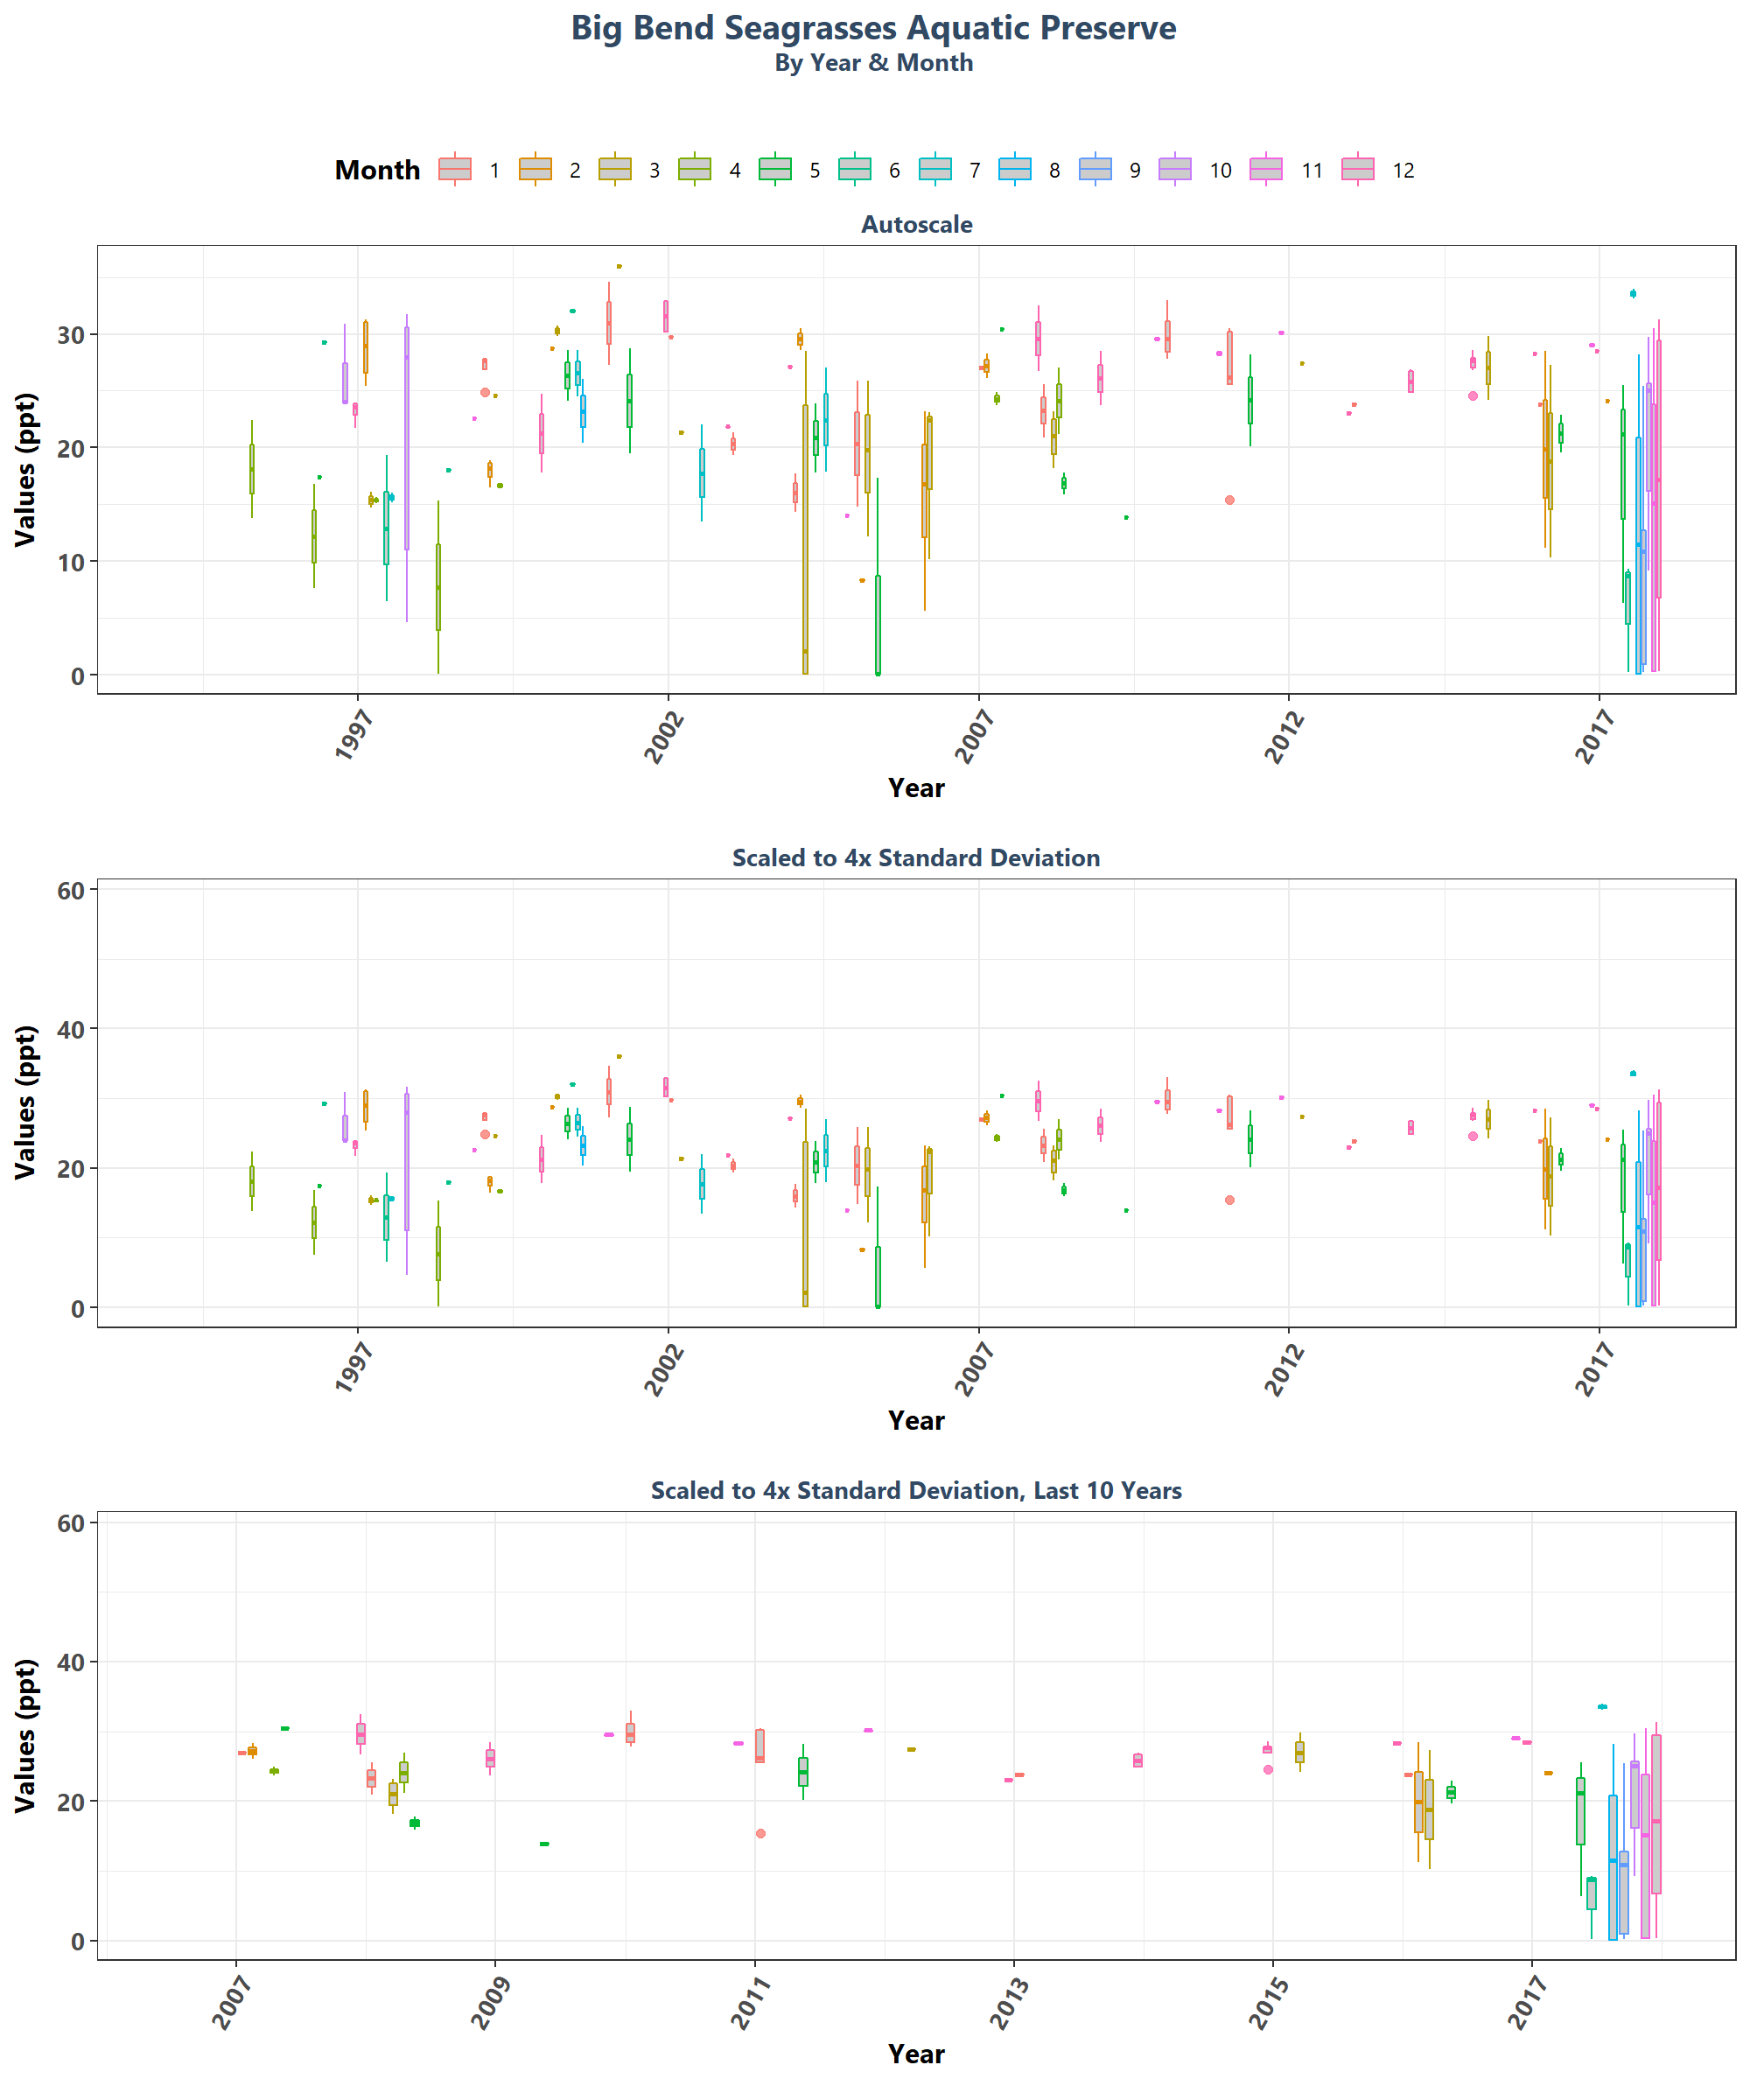 Big Bend Seagrasses Aquatic Preserve
By Year & Month
Month 1 2 3 4 5 6 7 8 9 10 11 12
Autoscale
Values (ppt)
30
20
10
0
1997 2002 2007 2012 2017
Year
Scaled to 4x Standard Deviation
Values (ppt)
60
40
20
0
1997 2002 2007 2012 2017
Year
Scaled to 4x Standard Deviation, Last 10 Years
Values (ppt)
60
40
20
0
2007 2009 2011 2013 2015 2017
Year